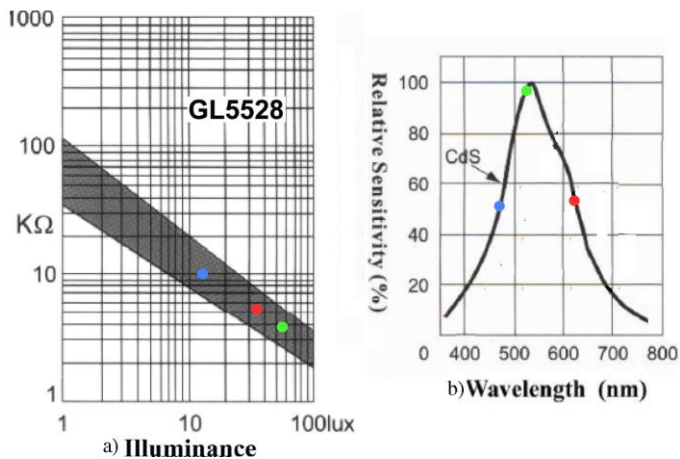 1000
GL5528
100
KΩ
10
1
1 10 100lux
a) Illuminance
Relative Sensitivity (%)
100
80
CdS
60
40
20
0 400 500 600 700 800
b) Wavelength (nm)